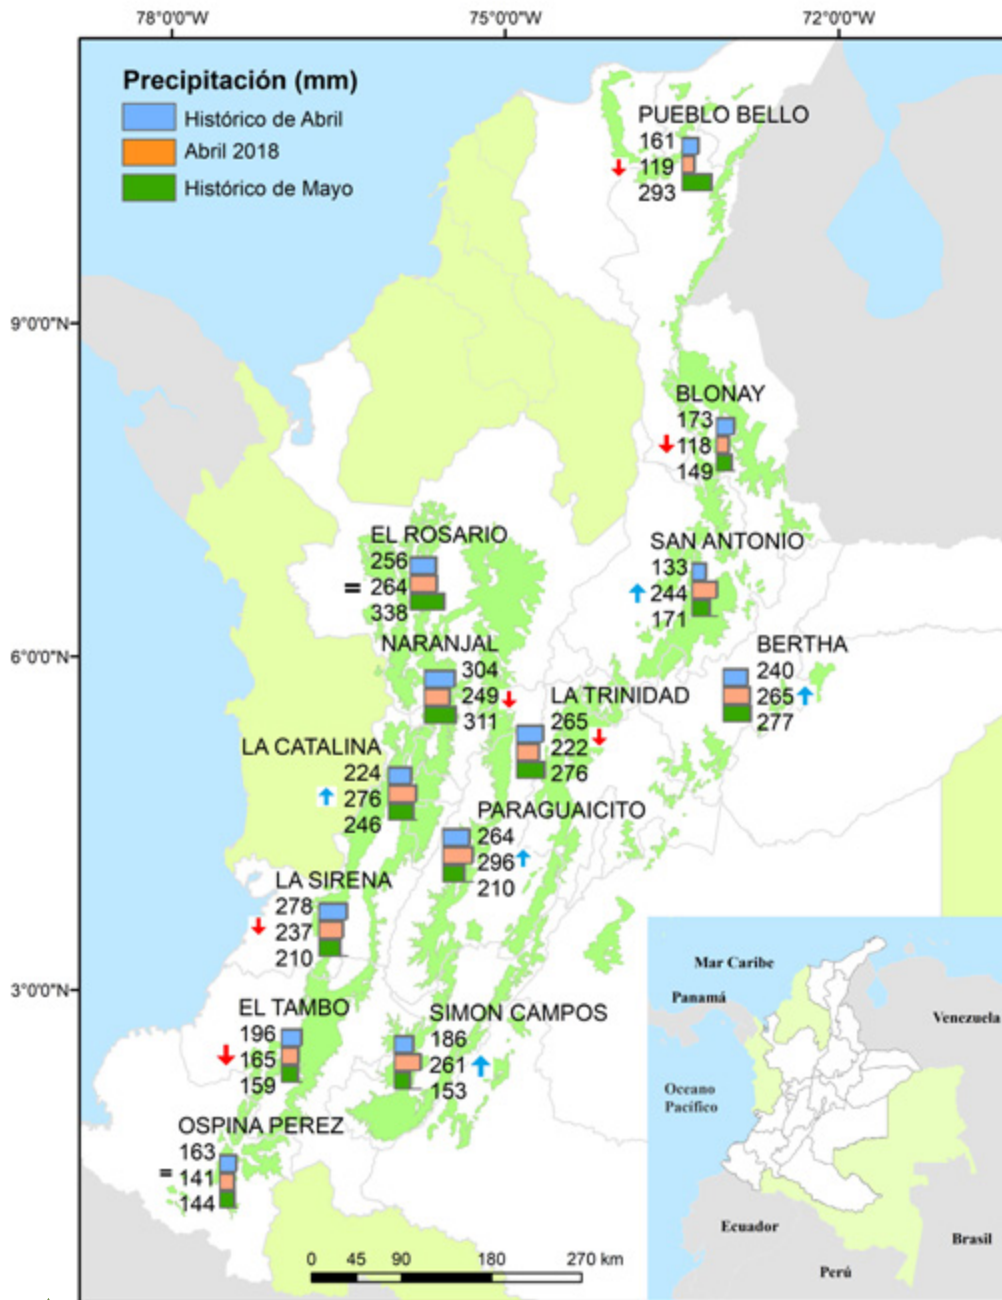 78°0'0"W
75°0'0"W
72°0'0"W
Precipitación (mm)
Histórico de Abril
Abril 2018
Histórico de Mayo
PUEBLO BELLO
161
119
293
9°0'0"N
BLONAY
173
118
149
EL ROSARIO
256
= 264
338
SAN ANTONIO
133
244
171
6°0'0"N
NARANJAL
304
249
311
BERTHA
240
265
277
LA TRINIDAD
265
222
276
LA CATALINA
224
276
246
PARAGUAICITO
264
296
210
LA SIRENA
278
237
210
3°0'0"N
EL TAMBO
196
165
159
SIMON CAMPOS
186
261
153
OSPINA PEREZ
163
= 141
144
0 45 90 180 270 km
Mar Caribe
Panamá
Venezuela
Oceano
Pacífico
Ecuador
Brasil
Perú